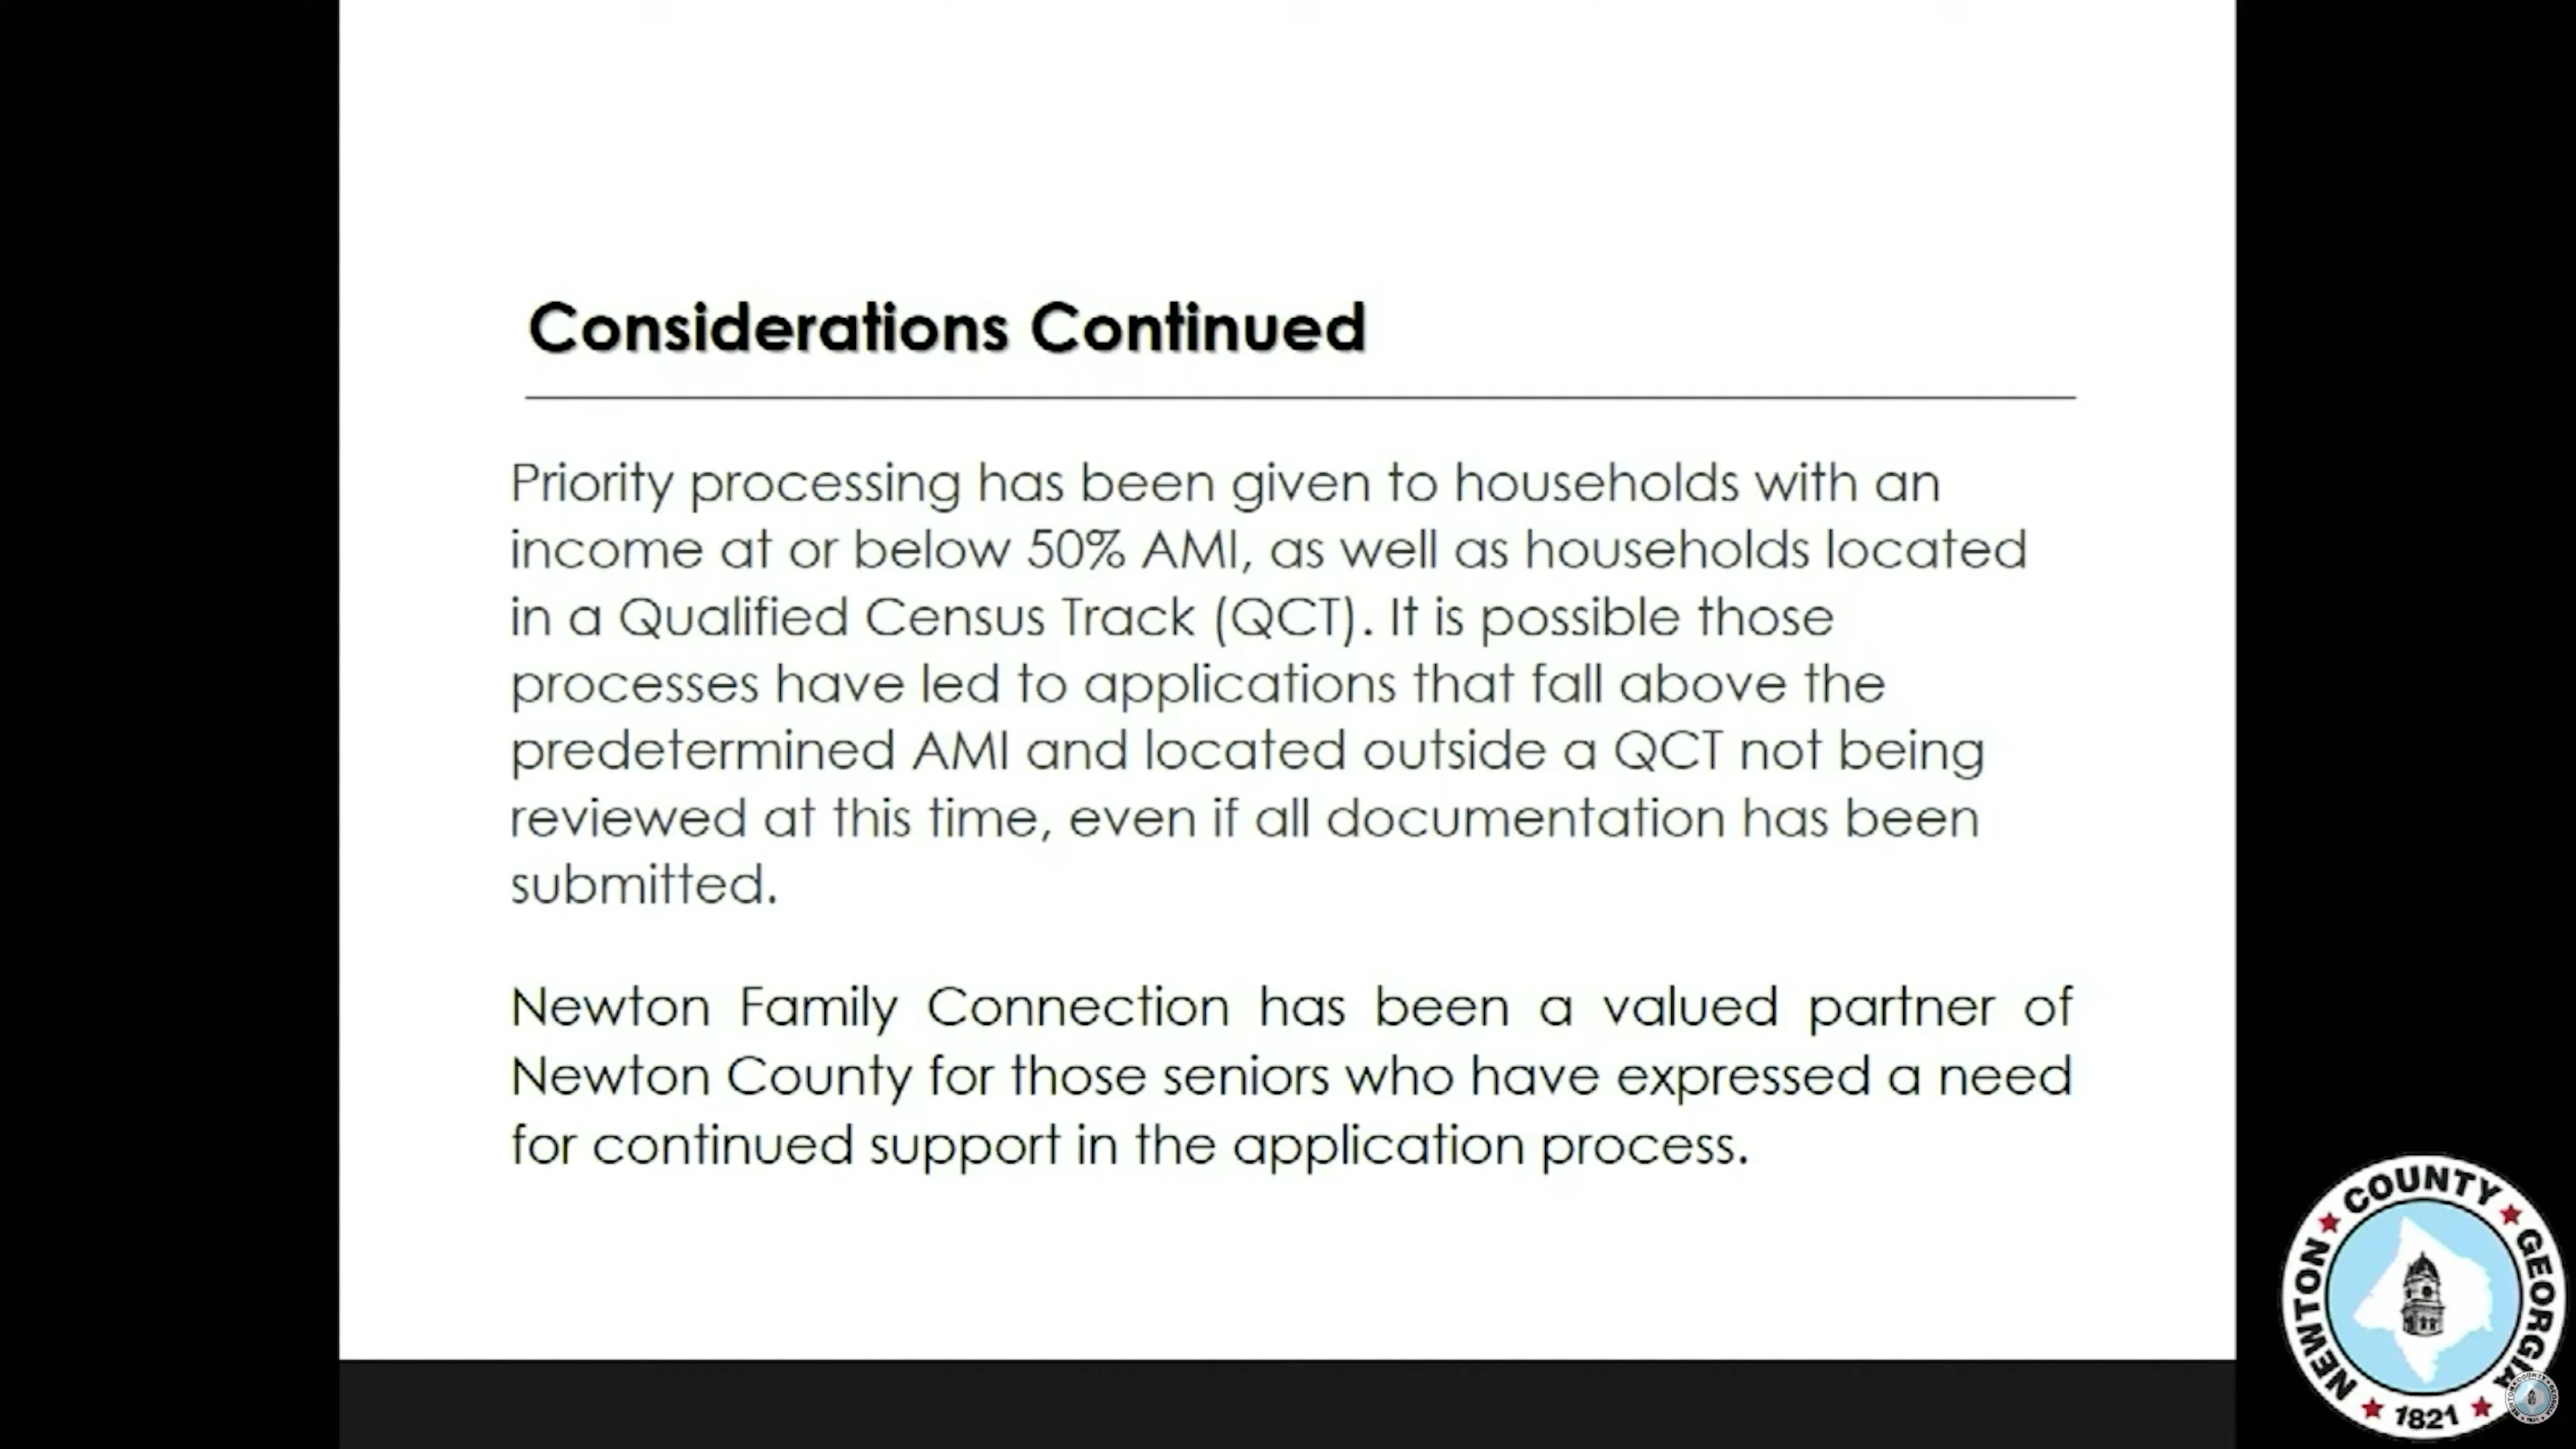 Considerations Continued
Priority processing has been given to households with an
income at or below 50% AMI, as well as households located
in a Qualified Census Track (QCT). It is possible those
processes have led to applications that fall above the
predetermined AMI and located outside a QCT not being
reviewed at this time, even if all documentation has been
submitted.
Newton Family Connection has been a valued partner of
Newton County for those seniors who have expressed a need
for continued support in the application process.
NEWTON COUNTY GEORGIA
1821